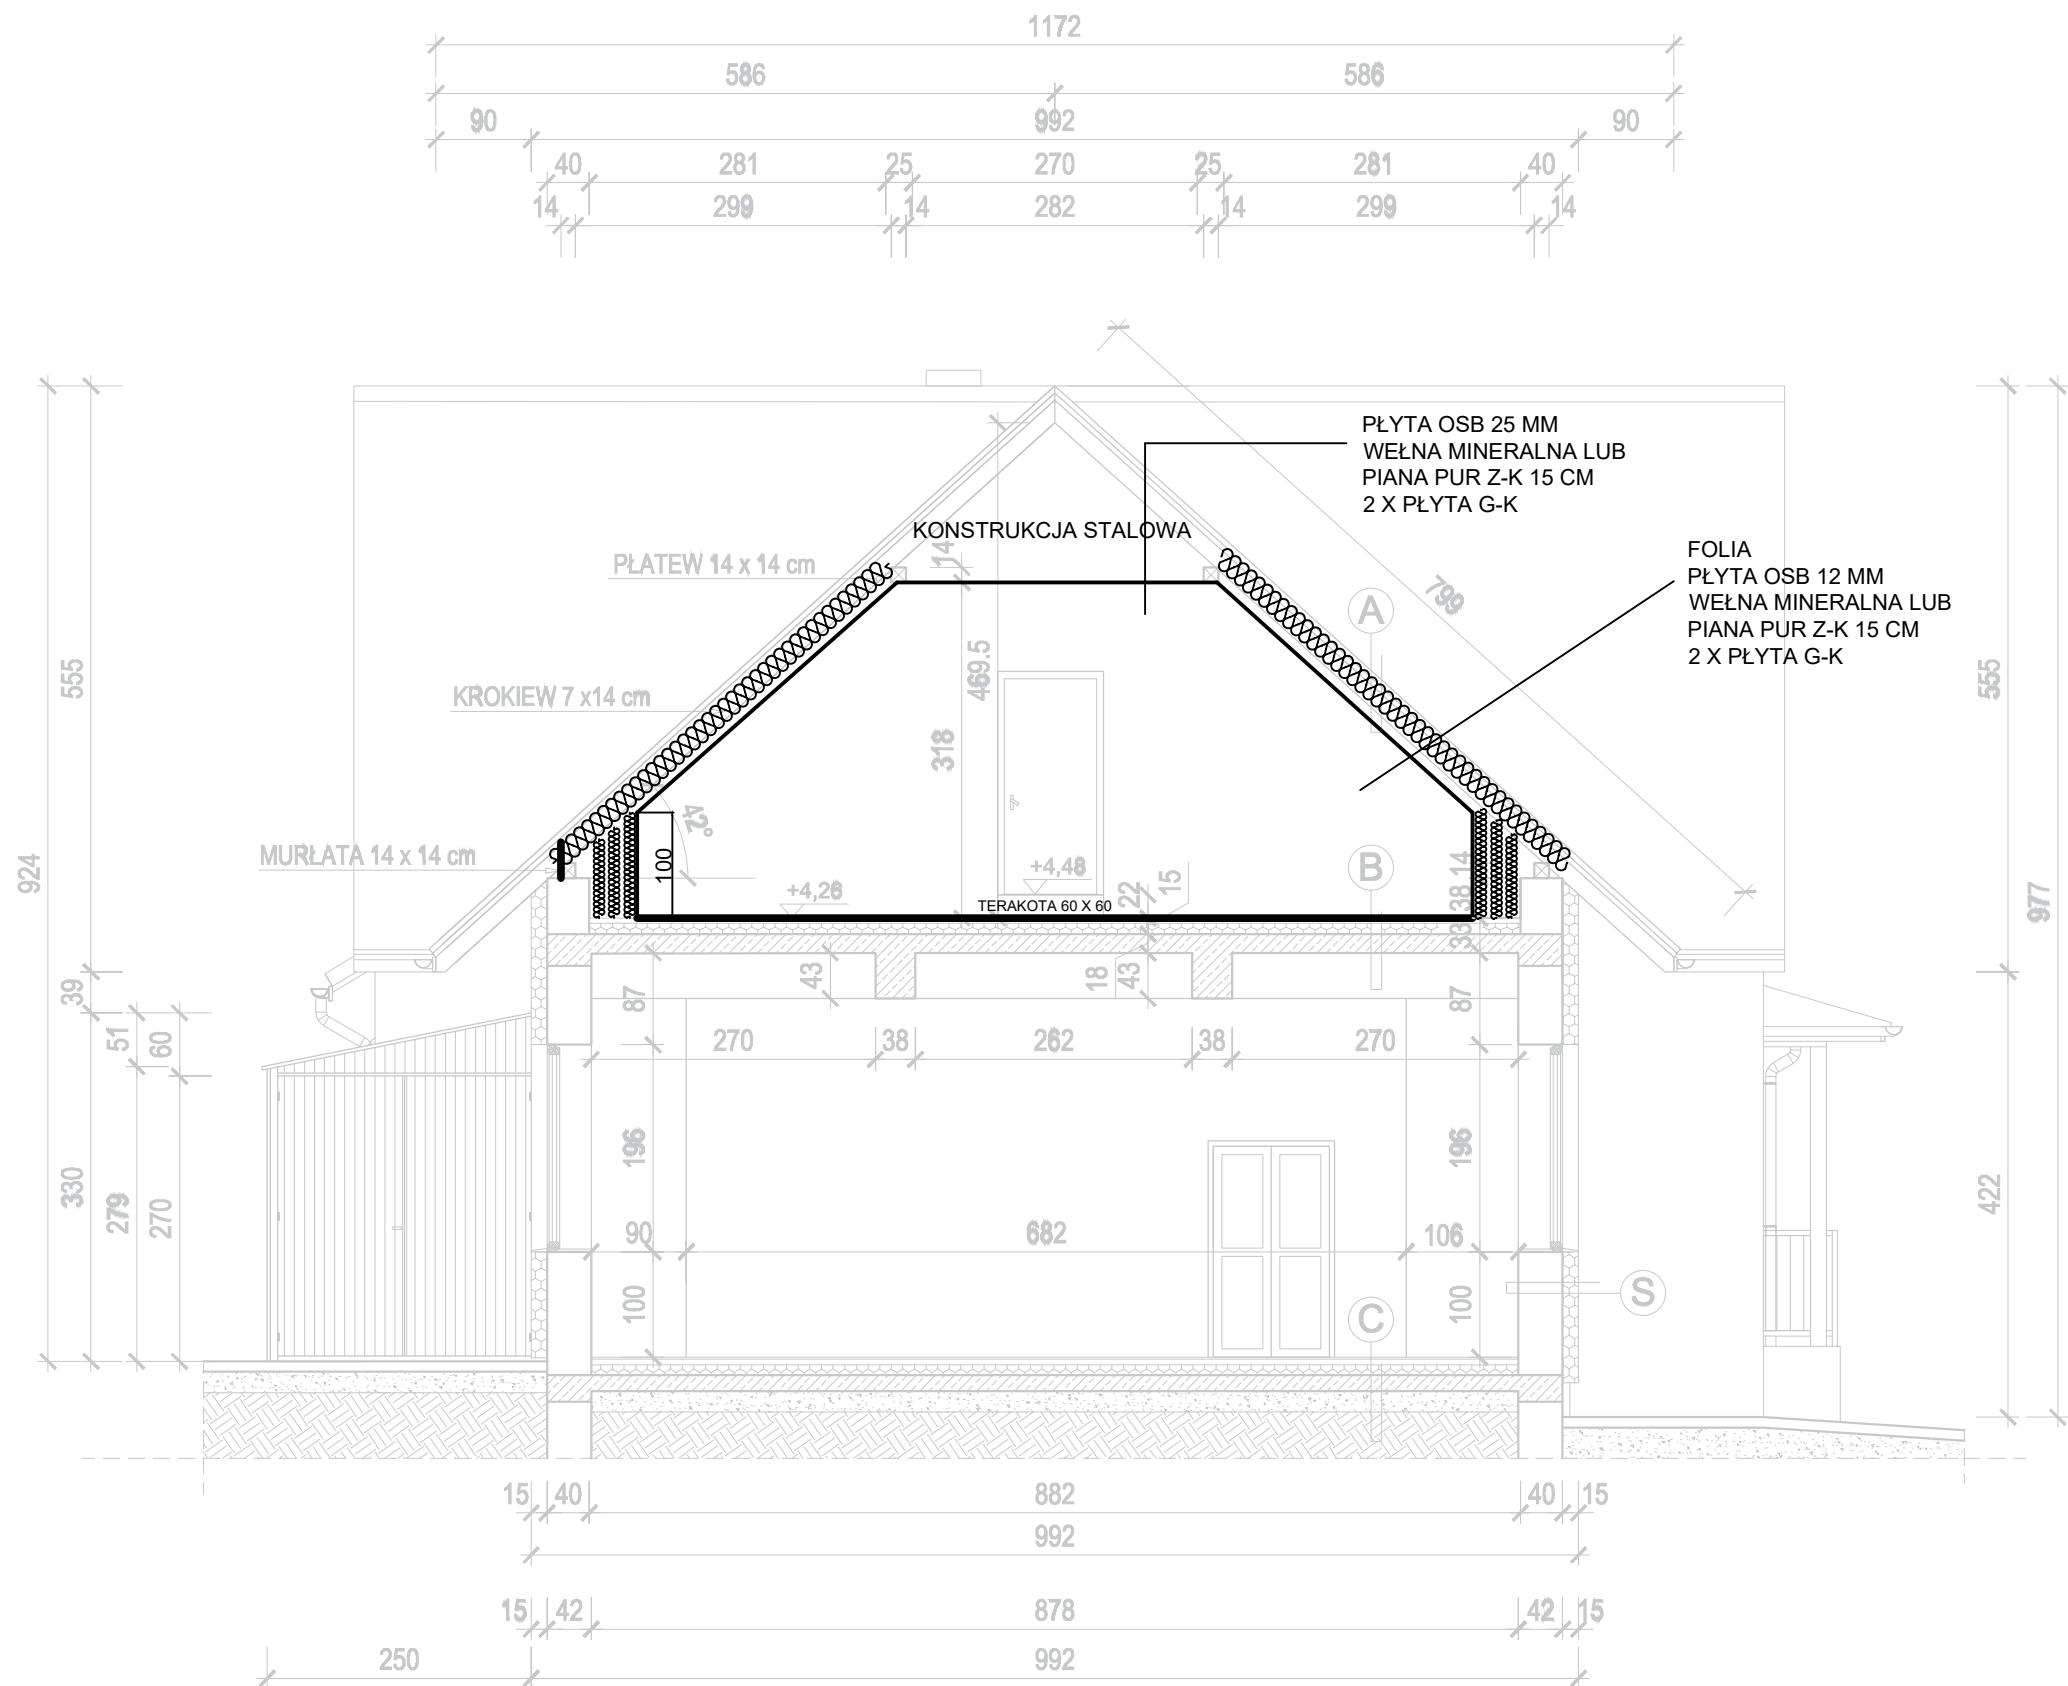 1172
586 586
90 992 90
40 281 25 270 25 281 40
14 299 14 282 14 299 14
PŁYTA OSB 25 MM
WEŁNA MINERALNA LUB
PIANA PUR Z-K 15 CM
2 X PŁYTA G-K
KONSTRUKCJA STALOWA
FOLIA
PŁYTA OSB 12 MM
WEŁNA MINERALNA LUB
PIANA PUR Z-K 15 CM
2 X PŁYTA G-K
PŁATEW 14 x 14 cm
14
799
A
469.5
KROKIEW 7 x14 cm
318
42°
555
555
924
977
MURŁATA 14 x 14 cm
100
+4,26
+4,48
TERAKOTA 60 X 60
22
15
B
14
38
33
43
18
43
87
87
39
51
60
270 38 262 38 270
196
196
330
279
270
422
90 682 106
100
100
S
C
15 40 882 40 15
992
15 42 878 42 15
250 992